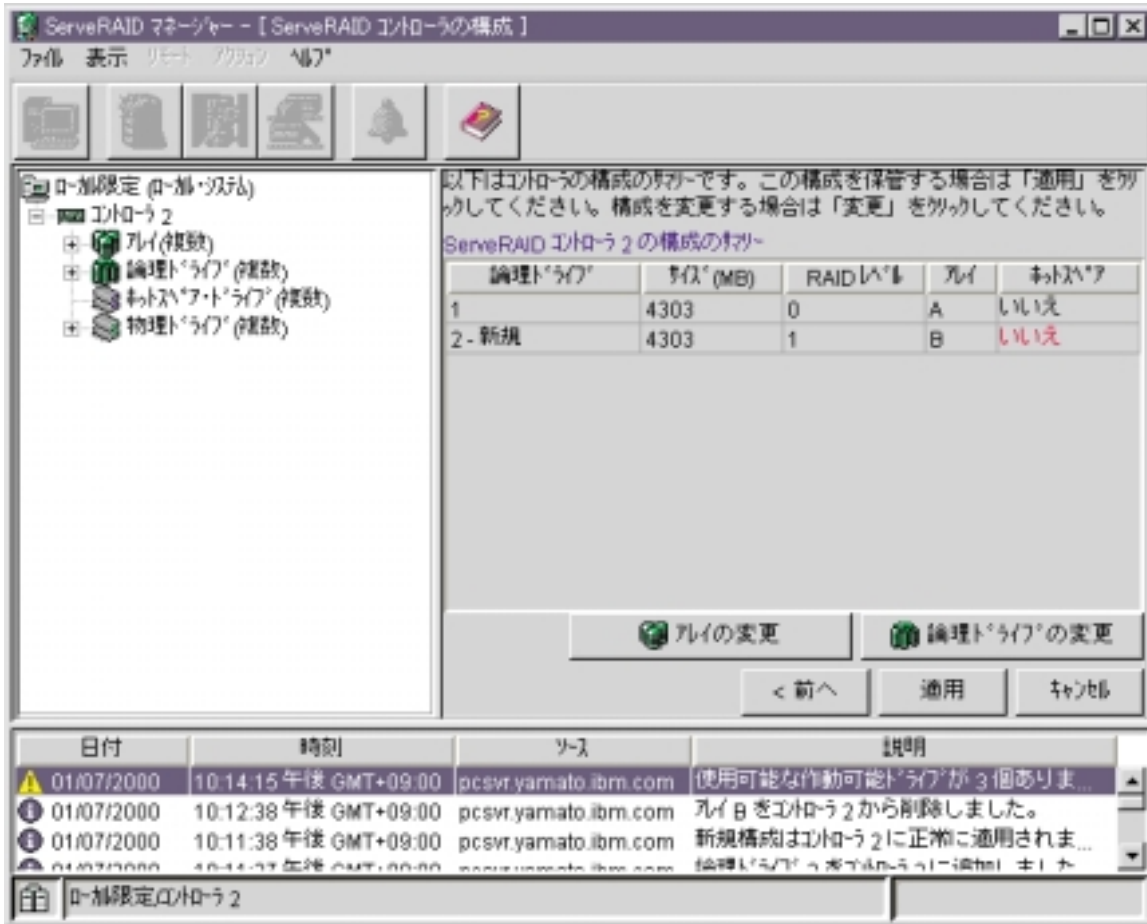 ServeRAID マネージャー - [ ServeRAID コントローラの構成 ]
ファイル 表示 リモート アクション ヘルプ
ローカル限定 (ローカル・システム)
コントローラ 2
アレイ(複数)
論理ドライブ(複数)
ホットスペア・ドライブ(複数)
物理ドライブ(複数)
以下はコントローラの構成のサマリーです。この構成を保管する場合は「適用」をクリ
ックしてください。構成を変更する場合は「変更」をクリックしてください。
ServeRAID コントローラ 2 の構成のサマリー
論理ドライブ サイズ (MB) RAID レベル アレイ ホットスペア
1 4303 0 A いいえ
2 - 新規 4303 1 B いいえ
アレイの変更 論理ドライブの変更
< 前へ 適用 キャンセル
日付 時刻 ソース 説明
01/07/2000 10:14:15 午後 GMT+09:00 pcsvr.yamato.ibm.com 使用可能な作動可能ドライブが 3 個ありま...
01/07/2000 10:12:38 午後 GMT+09:00 pcsvr.yamato.ibm.com アレイ B をコントローラ 2 から削除しました。
01/07/2000 10:11:38 午後 GMT+09:00 pcsvr.yamato.ibm.com 新規構成はコントローラ 2 に正常に適用されま...
ローカル限定/コントローラ 2